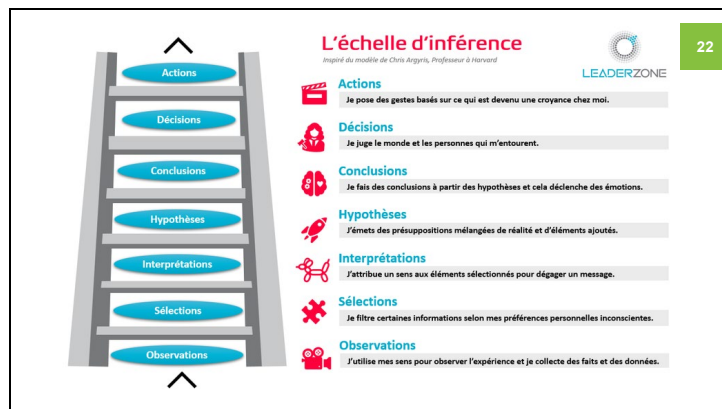 L'échelle d'inférence
Inspiré du modèle de Chris Argyris, Professeur à Harvard
LEADERZONE
22
Actions
Décisions
Conclusions
Hypothèses
Interprétations
Sélections
Observations
Actions
Je pose des gestes basés sur ce qui est devenu une croyance chez moi.
Décisions
Je juge le monde et les personnes qui m'entourent.
Conclusions
Je fais des conclusions à partir des hypothèses et cela déclenche des émotions.
Hypothèses
J'émets des présuppositions mélangées de réalité et d'éléments ajoutés.
Interprétations
J'attribue un sens aux éléments sélectionnés pour dégager un message.
Sélections
Je filtre certaines informations selon mes préférences personnelles inconscientes.
Observations
J'utilise mes sens pour observer l'expérience et je collecte des faits et des données.